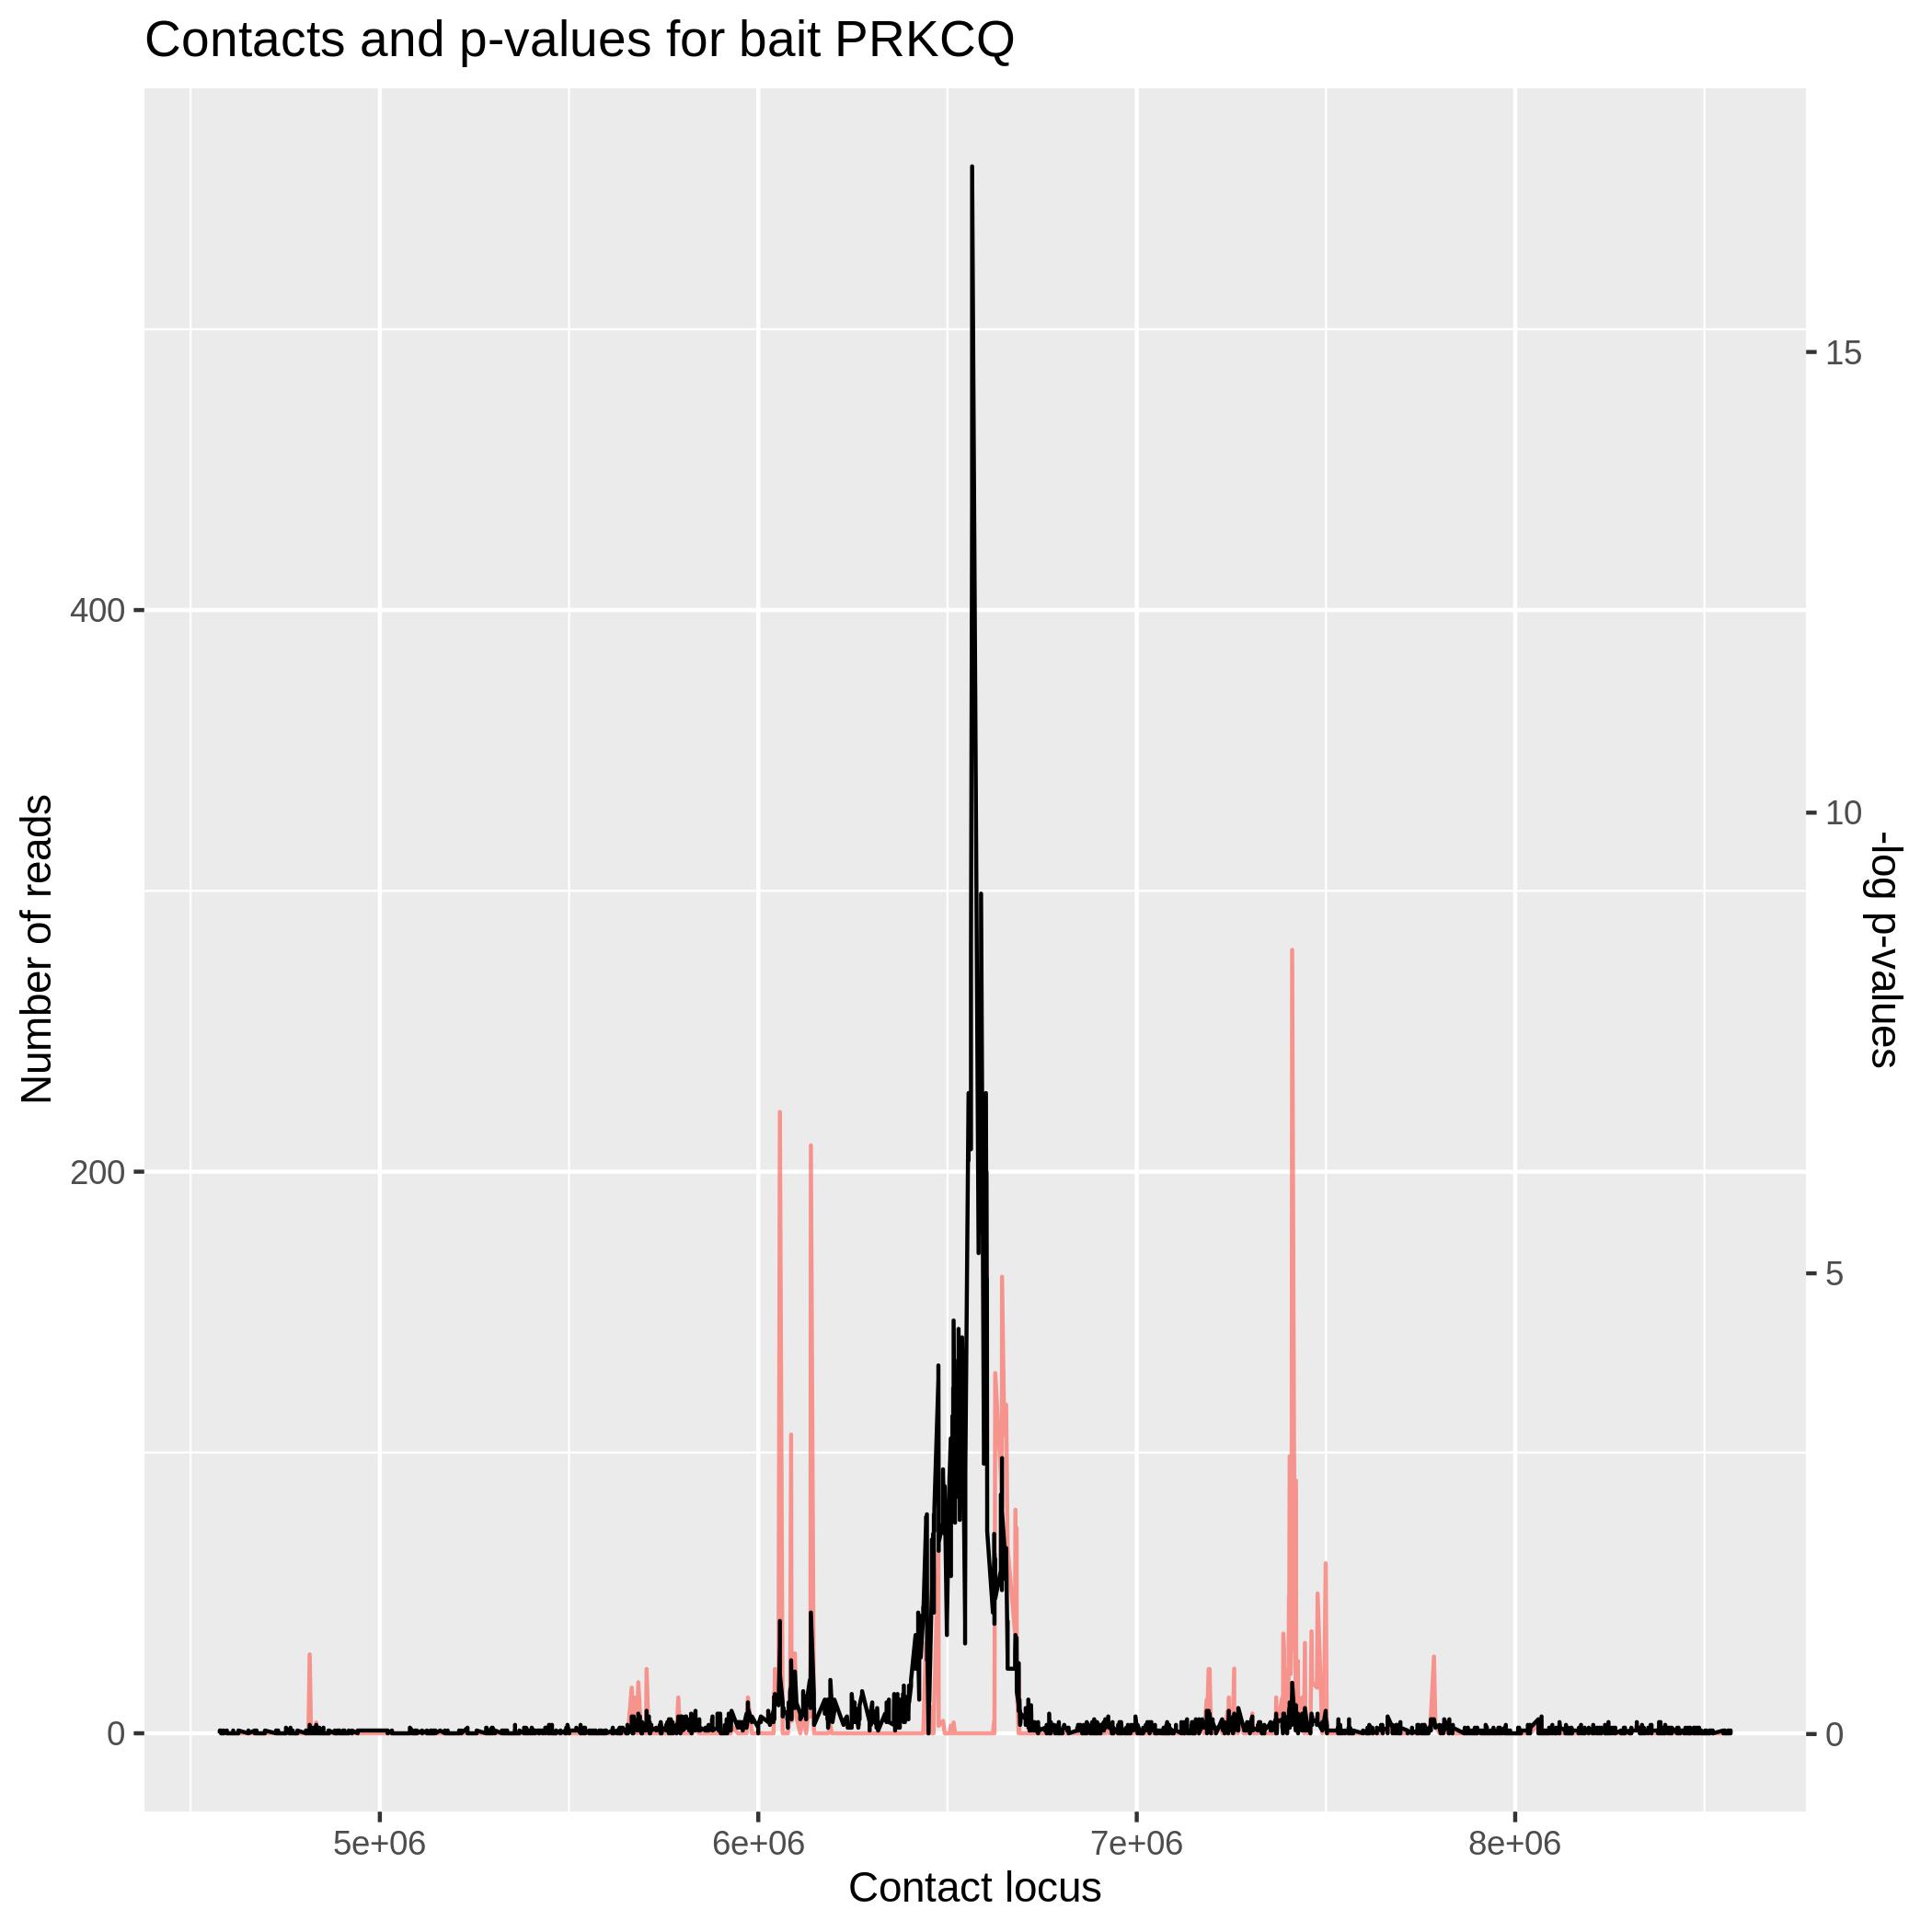 Contacts and p-values for bait PRKCQ
Number of reads
400
200
0
15
10
5
0
-log p-values
5e+06
6e+06
7e+06
8e+06
Contact locus